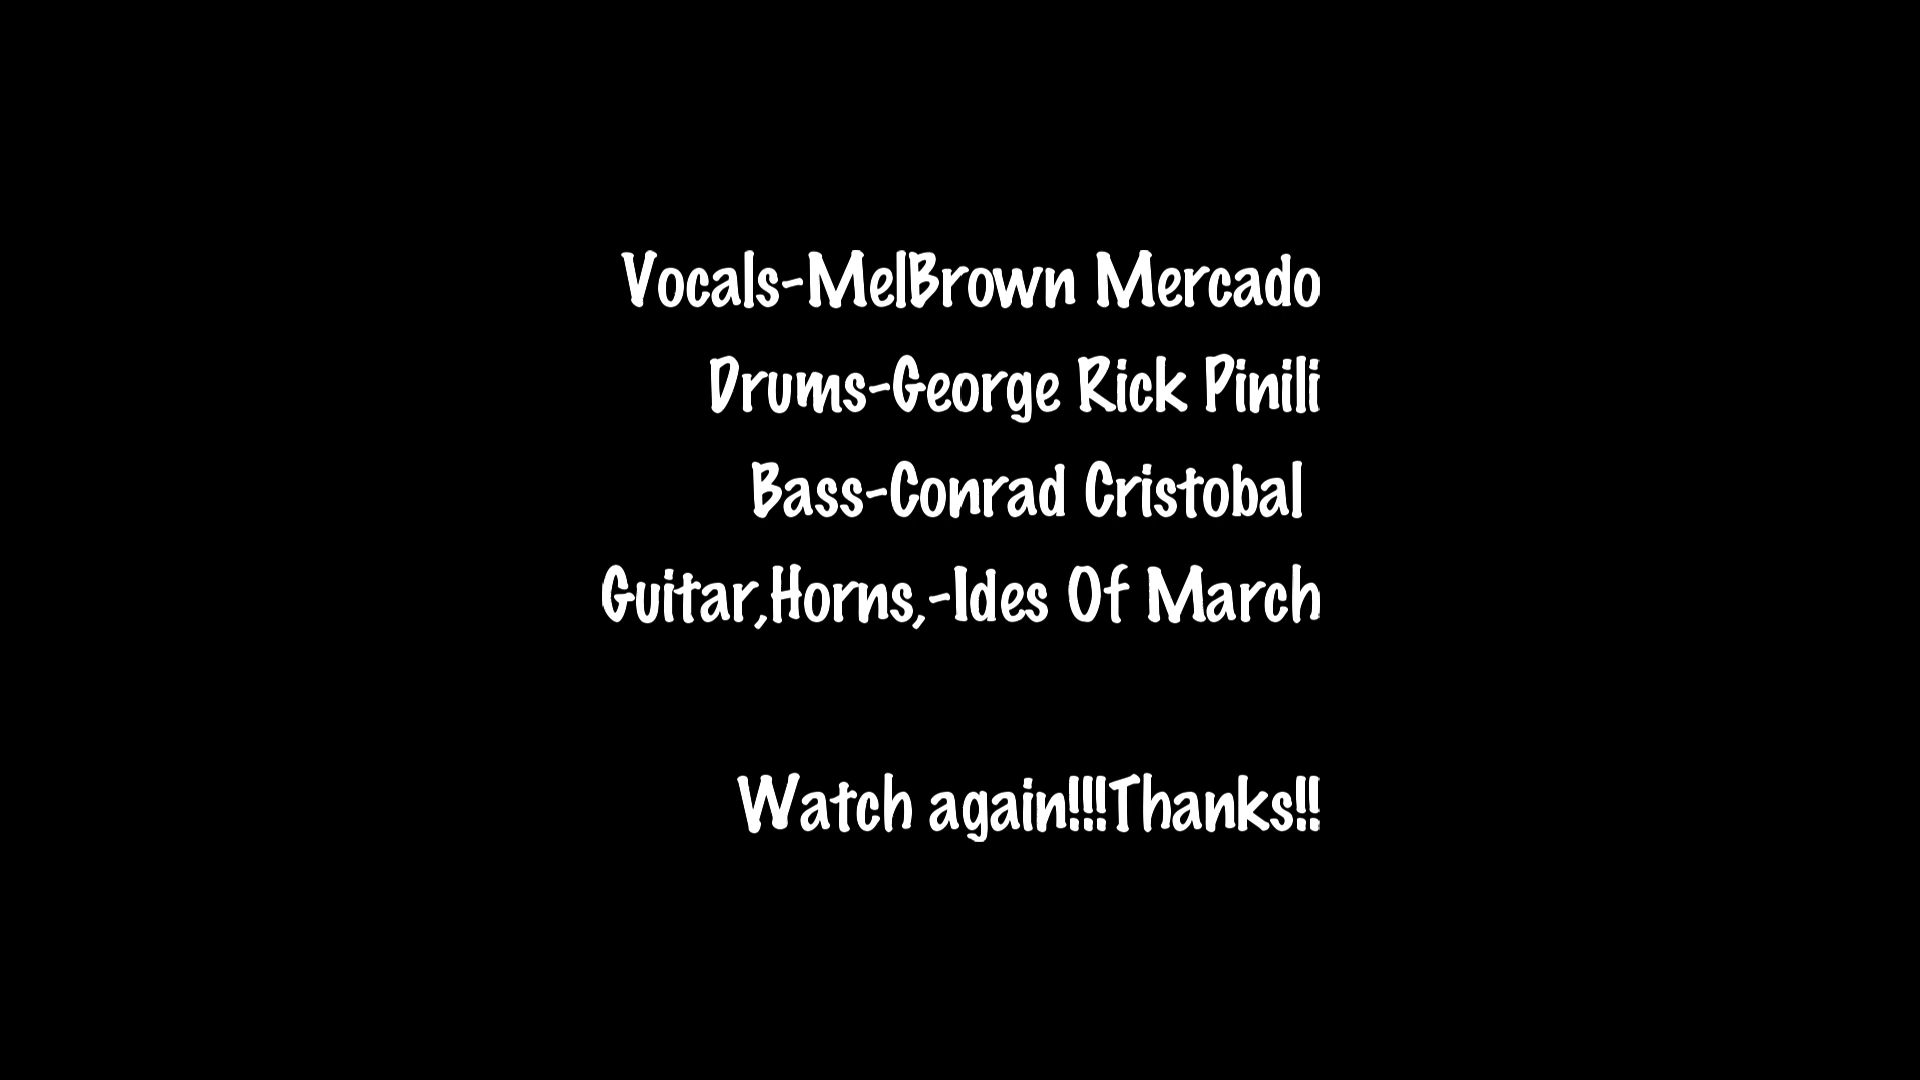 Vocals-MelBrown Mercado
Drums-George Rick Pinili
Bass-Conrad Cristobal
Guitar,Horns,-Ides Of March
Watch again!!!Thanks!!